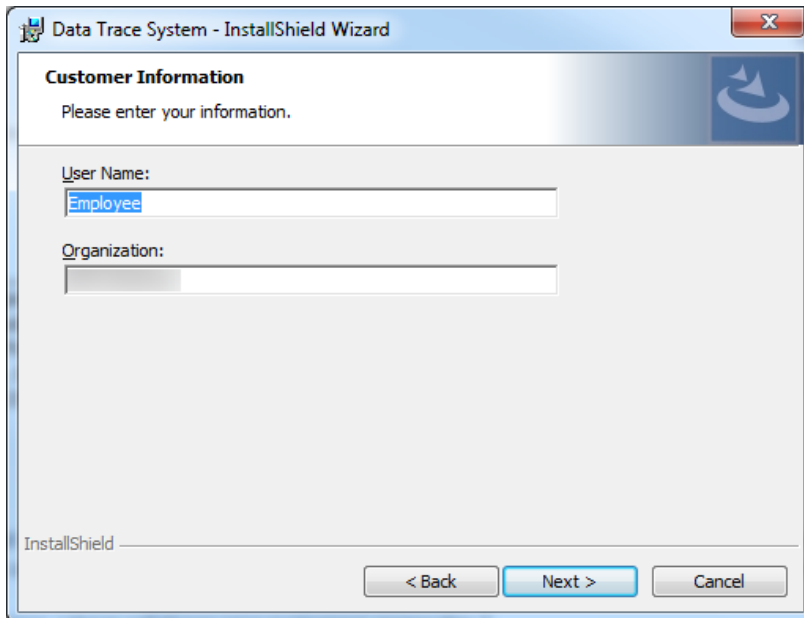 Data Trace System - InstallShield Wizard
Customer Information
Please enter your information.
User Name:
Employee
Organization:
InstallShield
< Back Next > Cancel